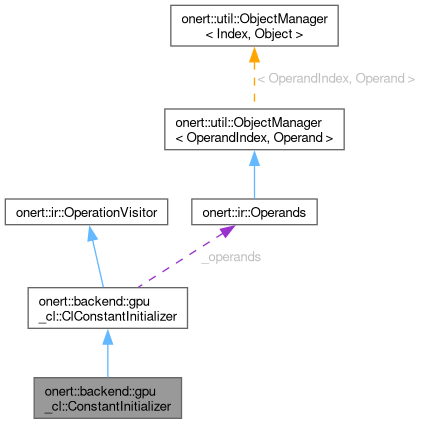 onert::util::ObjectManager
< Index, Object >
< OperandIndex, Operand >
onert::util::ObjectManager
< OperandIndex, Operand >
onert::ir::OperationVisitor
onert::ir::Operands
_operands
onert::backend::gpu
_cl::ClConstantInitializer
onert::backend::gpu
_cl::ConstantInitializer